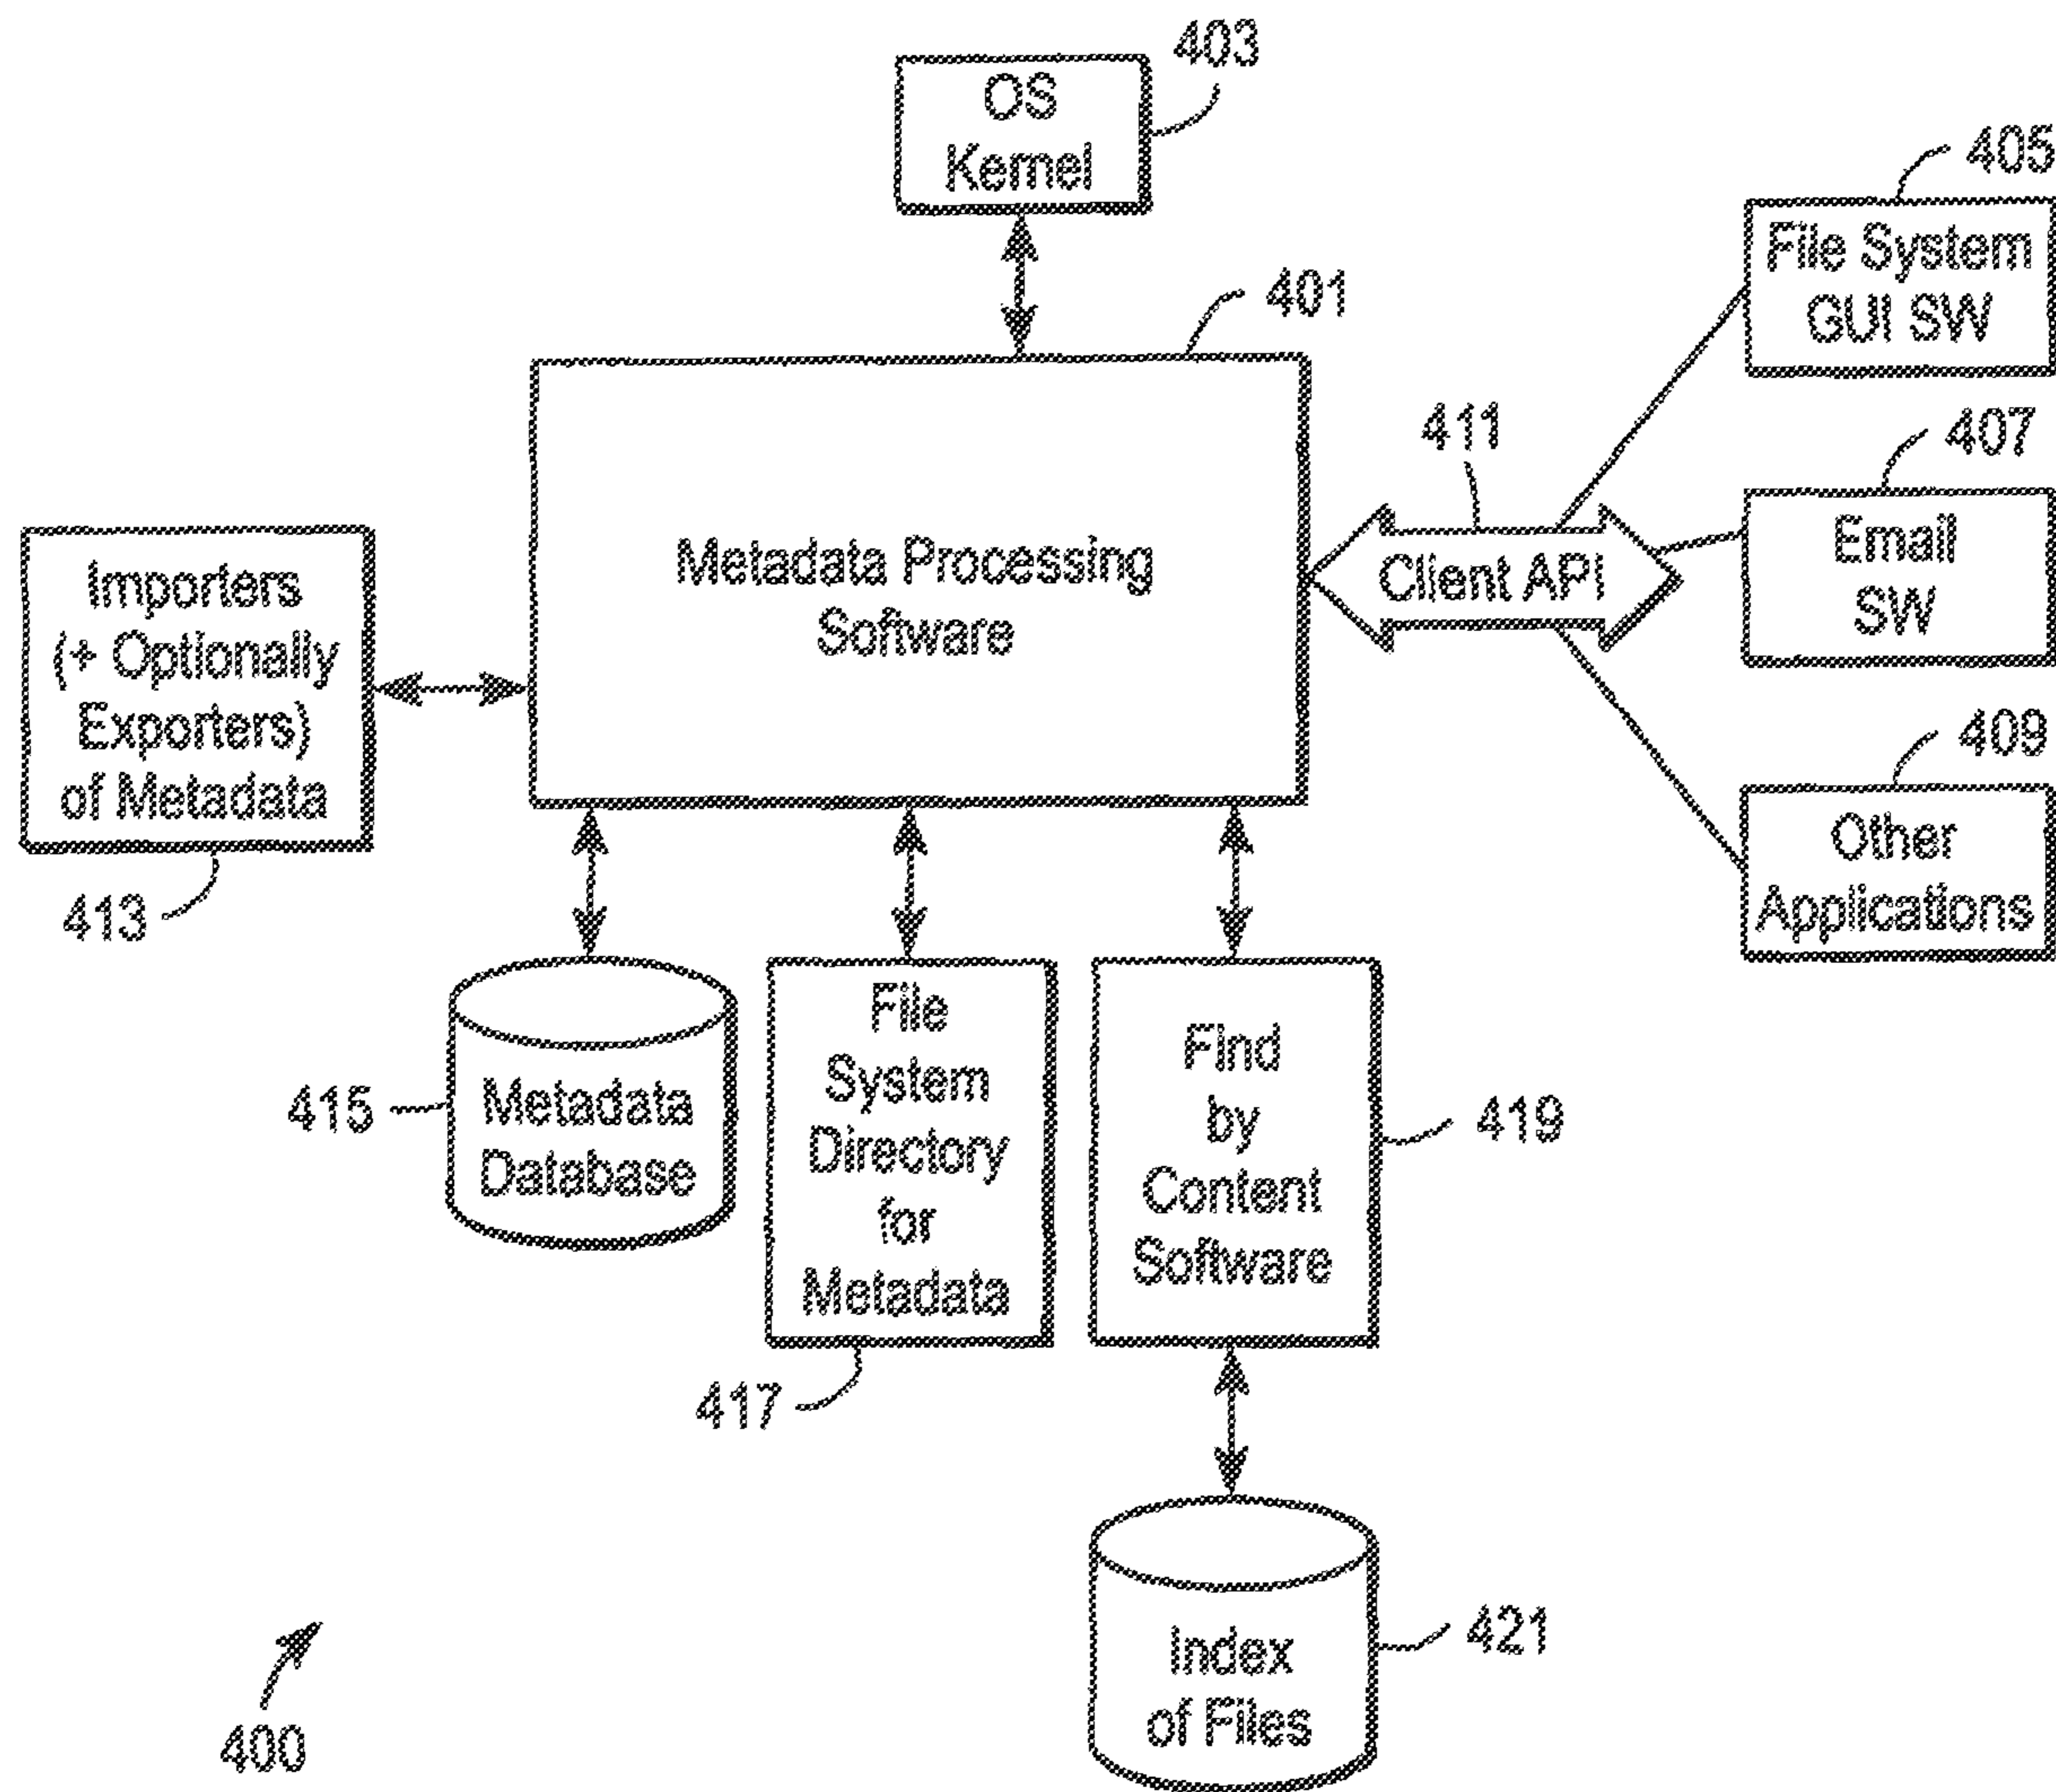 403
OS
Kernel
405
File System
GUI SW
401
411
407
Client API
Email
SW
Metadata Processing
Software
Importers
(+ Optionally
Exporters)
of Metadata
413
409
Other
Applications
415
Metadata
Database
File
System
Directory
for
Metadata
417
Find
by
Content
Software
419
421
Index
of Files
400